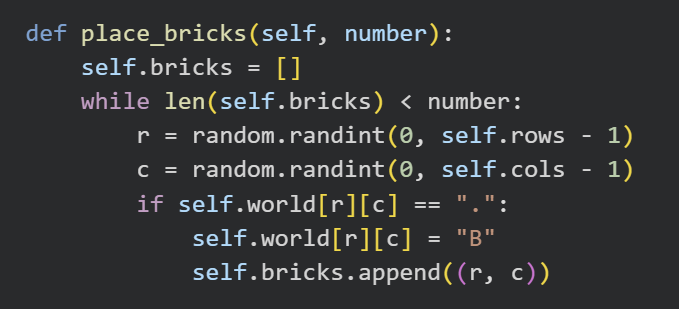 def place_bricks(self, number):
    self.bricks = []
    while len(self.bricks) < number:
        r = random.randint(0, self.rows - 1)
        c = random.randint(0, self.cols - 1)
        if self.world[r][c] == ".":
            self.world[r][c] = "B"
            self.bricks.append((r, c))